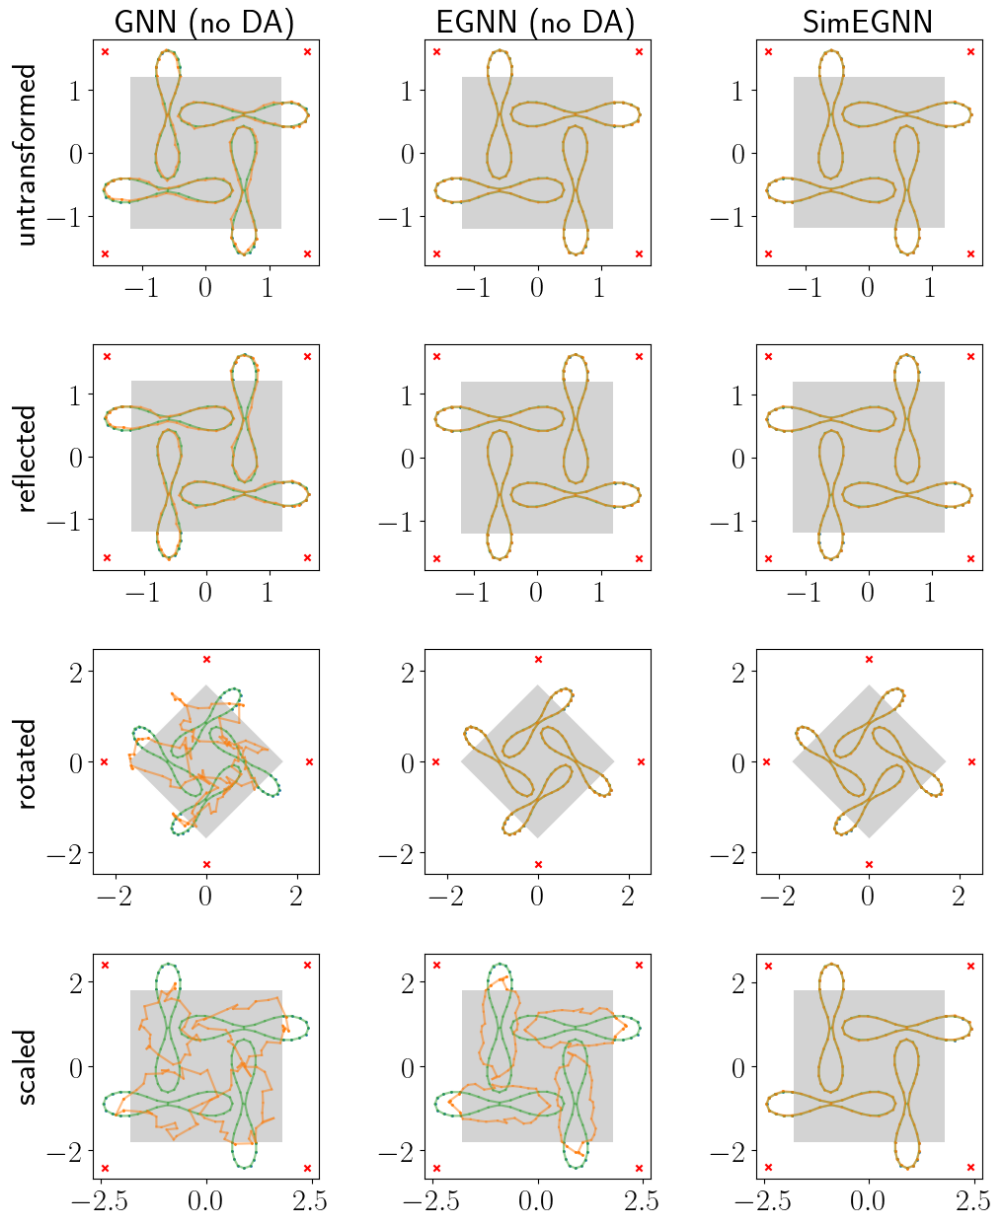 GNN (no DA) EGNN (no DA) SimEGNN
untransformed
1 1 1
0 0 0
−1 −1 −1
−1 0 1 −1 0 1 −1 0 1
reflected
1 1 1
0 0 0
−1 −1 −1
−1 0 1 −1 0 1 −1 0 1
rotated
2 2 2
0 0 0
−2 −2 −2
−2 0 2 −2 0 2 −2 0 2
scaled
2 2 2
0 0 0
−2 −2 −2
−2.5 0.0 2.5 −2.5 0.0 2.5 −2.5 0.0 2.5